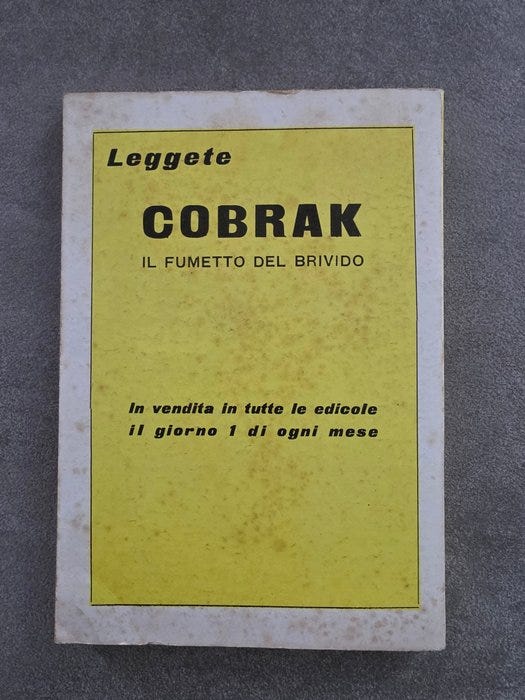 Leggete
COBRAK
IL FUMETTO DEL BRIVIDO
In vendita in tutte le edicole
il giorno 1 di ogni mese